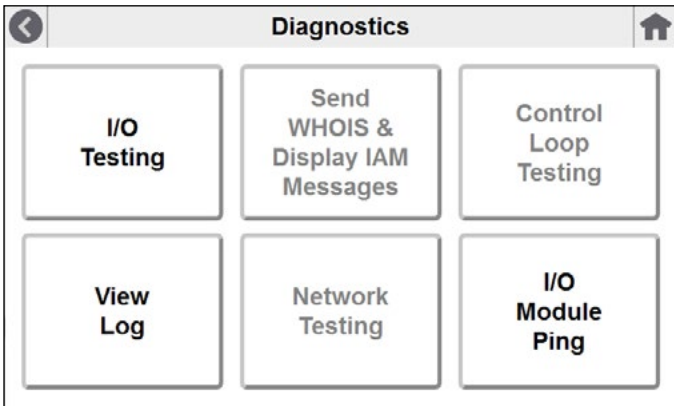 Diagnostics
I/O
Testing
Send
WHOIS &
Display IAM
Messages
Control
Loop
Testing
View
Log
Network
Testing
I/O
Module
Ping